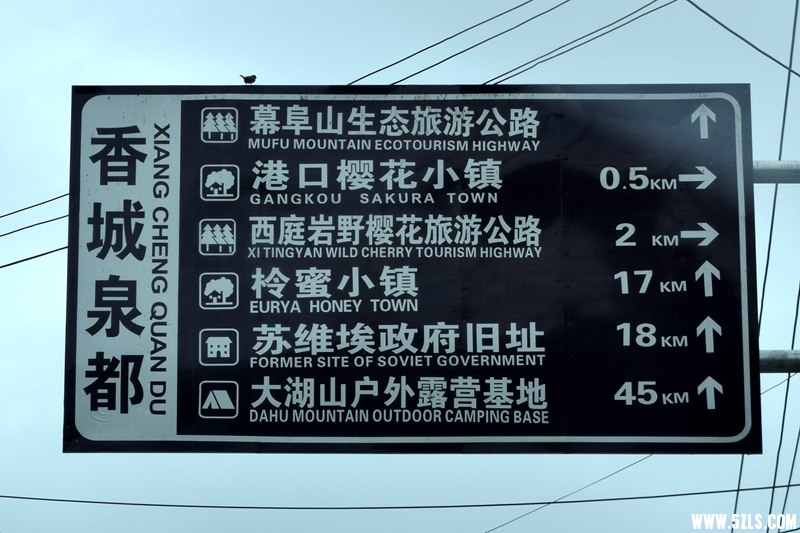 香城泉都
XIANG CHENG QUAN DU
幕阜山生态旅游公路
MUFU MOUNTAIN ECOTOURISM HIGHWAY
港口樱花小镇 0.5KM
GANGKOU SAKURA TOWN
西庭岩野樱花旅游公路 2 KM
XI TINGYAN WILD CHERRY TOURISM HIGHWAY
柃蜜小镇 17 KM
EURYA HONEY TOWN
苏维埃政府旧址 18 KM
FORMER SITE OF SOVIET GOVERNMENT
大湖山户外露营基地 45 KM
DAHU MOUNTAIN OUTDOOR CAMPING BASE
WWW.5ZLS.COM